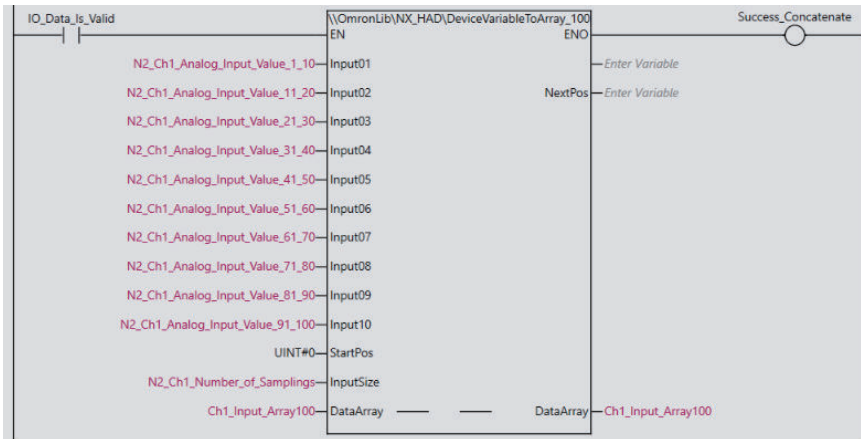 IO_Data_Is_Valid \\OmronLib\NX_HAD\DeviceVariableToArray_100 Success_Concatenate
EN ENO
N2_Ch1_Analog_Input_Value_1_10 Input01 Enter Variable
N2_Ch1_Analog_Input_Value_11_20 Input02 NextPos Enter Variable
N2_Ch1_Analog_Input_Value_21_30 Input03
N2_Ch1_Analog_Input_Value_31_40 Input04
N2_Ch1_Analog_Input_Value_41_50 Input05
N2_Ch1_Analog_Input_Value_51_60 Input06
N2_Ch1_Analog_Input_Value_61_70 Input07
N2_Ch1_Analog_Input_Value_71_80 Input08
N2_Ch1_Analog_Input_Value_81_90 Input09
N2_Ch1_Analog_Input_Value_91_100 Input10
UINT#0 StartPos
N2_Ch1_Number_of_Samplings InputSize
Ch1_Input_Array100 DataArray DataArray Ch1_Input_Array100